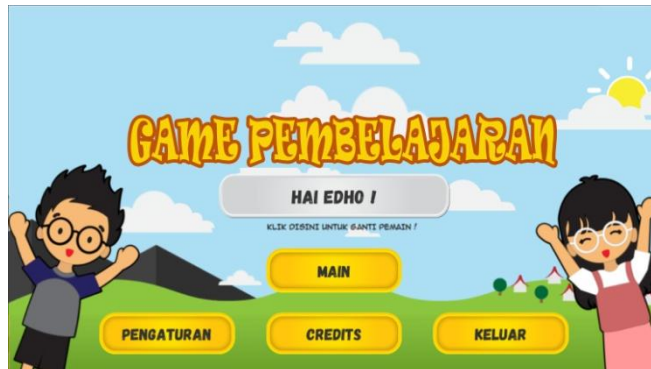 GAME PEMBELAJARAN
HAI EDHO !
KLIK DISINI UNTUK GANTI PEMAIN !
MAIN
PENGATURAN
CREDITS
KELUAR